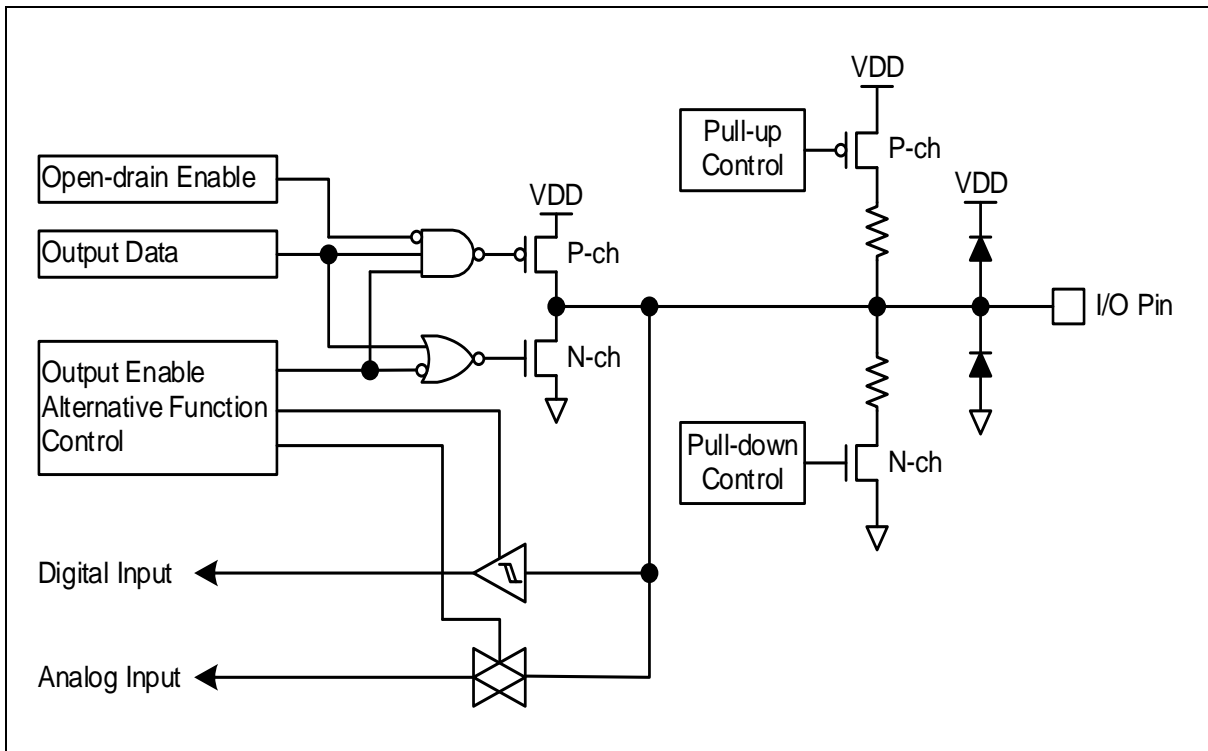 VDD
Pull-up
Control
P-ch
Open-drain Enable
VDD
VDD
Output Data
P-ch
I/O Pin
Output Enable
Alternative Function
Control
N-ch
Pull-down
Control
N-ch
Digital Input
Analog Input